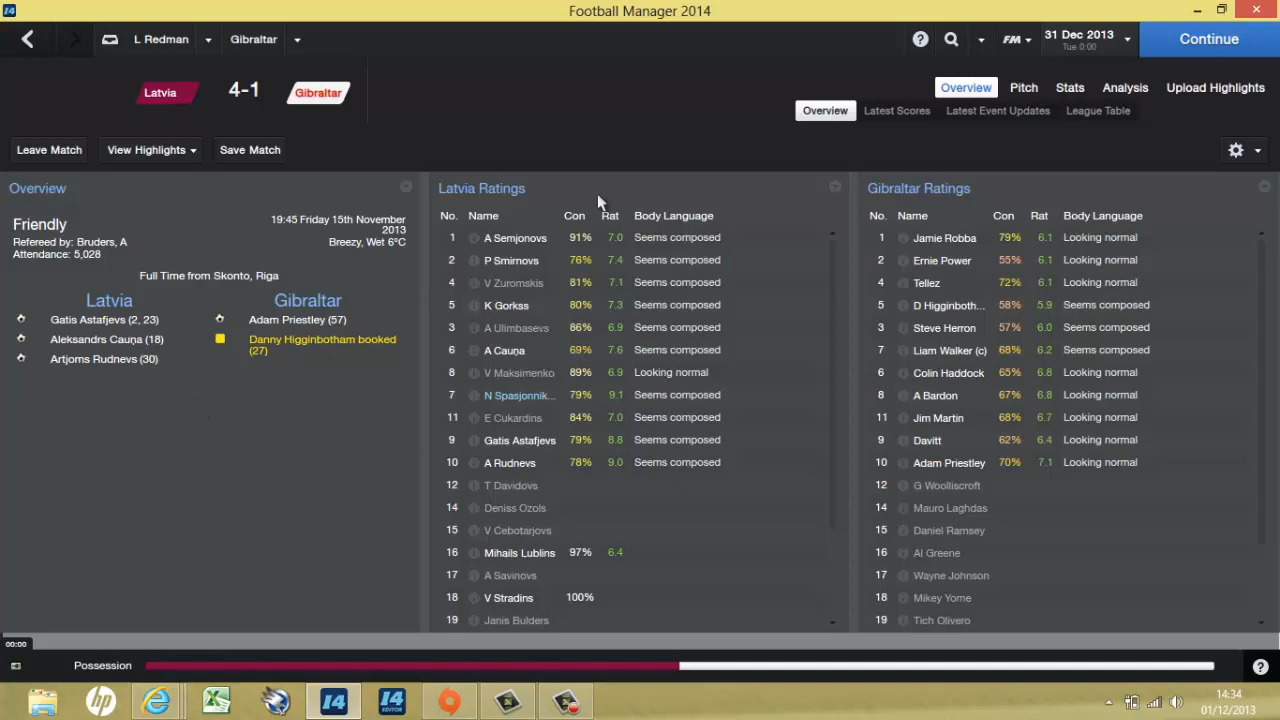 Football Manager 2014
L Redman
Gibraltar
FM
31 Dec 2013
Tue 0:00
Continue
Latvia
4-1
Gibraltar
Overview
Pitch
Stats
Analysis
Upload Highlights
Overview
Latest Scores
Latest Event Updates
League Table
Leave Match
View Highlights
Save Match
Overview
Friendly
Refereed by: Bruders, A
Attendance: 5,028
19:45 Friday 15th November
2013
Breezy, Wet 6°C
Full Time from Skonto, Riga
Latvia
Gatis Astafjevs (2, 23)
Aleksandrs Cauņa (18)
Artjoms Rudnevs (30)
Gibraltar
Adam Priestley (57)
Danny Higginbotham booked
(27)
Latvia Ratings
No. Name Con Rat Body Language
1 A Semjonovs 91% 7.0 Seems composed
2 P Smirnovs 76% 7.4 Seems composed
4 V Zuromskis 81% 7.1 Seems composed
5 K Gorkss 80% 7.3 Seems composed
3 A Ulimbasevs 86% 6.9 Seems composed
6 A Cauņa 69% 7.6 Seems composed
8 V Maksimenko 89% 6.9 Looking normal
7 N Spasjonnik... 79% 9.1 Seems composed
11 E Cukardins 84% 7.0 Seems composed
9 Gatis Astafjevs 79% 8.8 Seems composed
10 A Rudnevs 78% 9.0 Seems composed
12 T Davidovs
14 Deniss Ozols
15 V Cebotarjovs
16 Mihails Lublins 97% 6.4
17 A Savinovs
18 V Stradins 100%
19 Janis Bulders
Gibraltar Ratings
No. Name Con Rat Body Language
1 Jamie Robba 79% 6.1 Looking normal
2 Ernie Power 55% 6.1 Looking normal
4 Tellez 72% 6.1 Looking normal
5 D Higginboth... 58% 5.9 Seems composed
3 Steve Herron 57% 6.0 Seems composed
7 Liam Walker (c) 68% 6.2 Seems composed
6 Colin Haddock 65% 6.8 Looking normal
8 A Bardon 67% 6.8 Looking normal
11 Jim Martin 68% 6.7 Looking normal
9 Davitt 62% 6.4 Looking normal
10 Adam Priestley 70% 7.1 Looking normal
12 G Woolliscroft
14 Mauro Laghdas
15 Daniel Ramsey
16 Al Greene
17 Wayne Johnson
18 Mikey Yome
19 Tich Olivero
00:00
Possession
14:34
01/12/2013